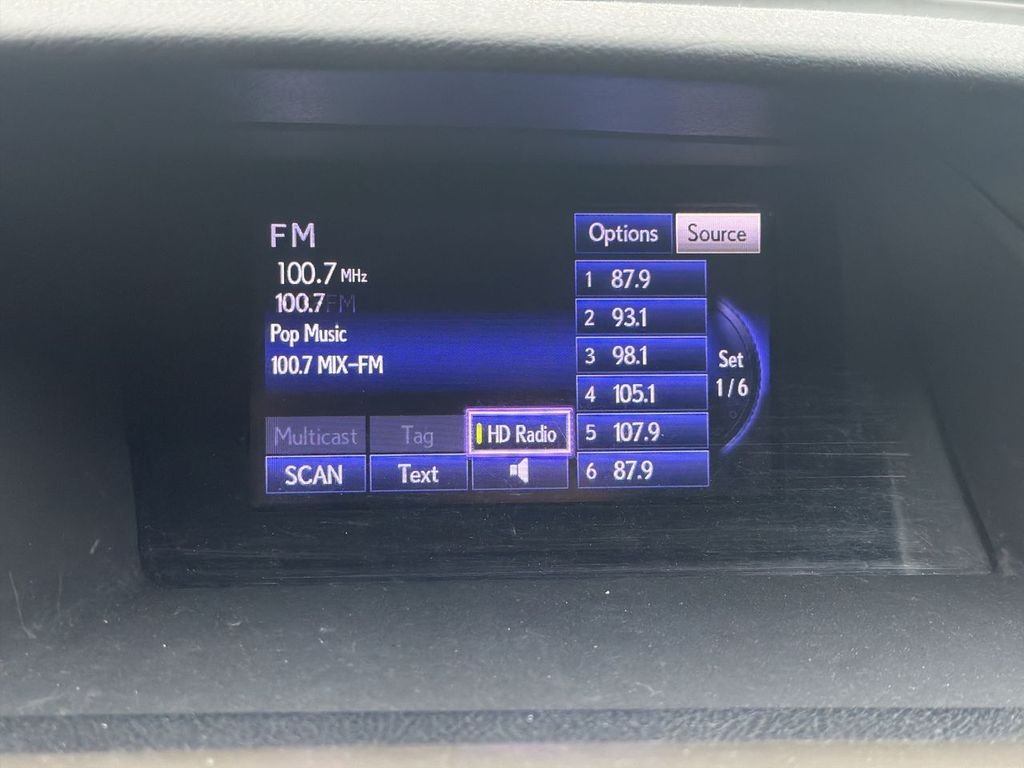 FM
100.7 MHz
100.7FM
Pop Music
100.7 MIX-FM
Multicast Tag HD Radio
SCAN Text
Options Source
1 87.9
2 93.1
3 98.1
4 105.1
5 107.9
6 87.9
Set
1/6